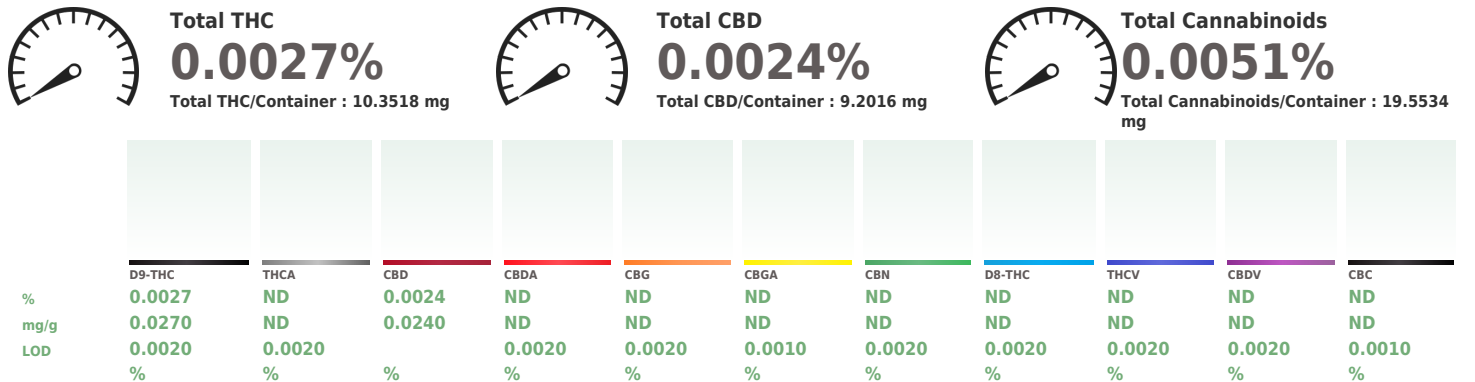 Total THC
0.0027%
Total THC/Container : 10.3518 mg
Total CBD
0.0024%
Total CBD/Container : 9.2016 mg
Total Cannabinoids
0.0051%
Total Cannabinoids/Container : 19.5534
mg
D9-THC THCA CBD CBDA CBG CBGA CBN D8-THC THCV CBDV CBC
% 0.0027 ND 0.0024 ND ND ND ND ND ND ND ND
mg/g 0.0270 ND 0.0240 ND ND ND ND ND ND ND ND
LOD 0.0020 0.0020 0.0020 0.0020 0.0010 0.0020 0.0020 0.0020 0.0020 0.0010
% % % % % % % % % % %